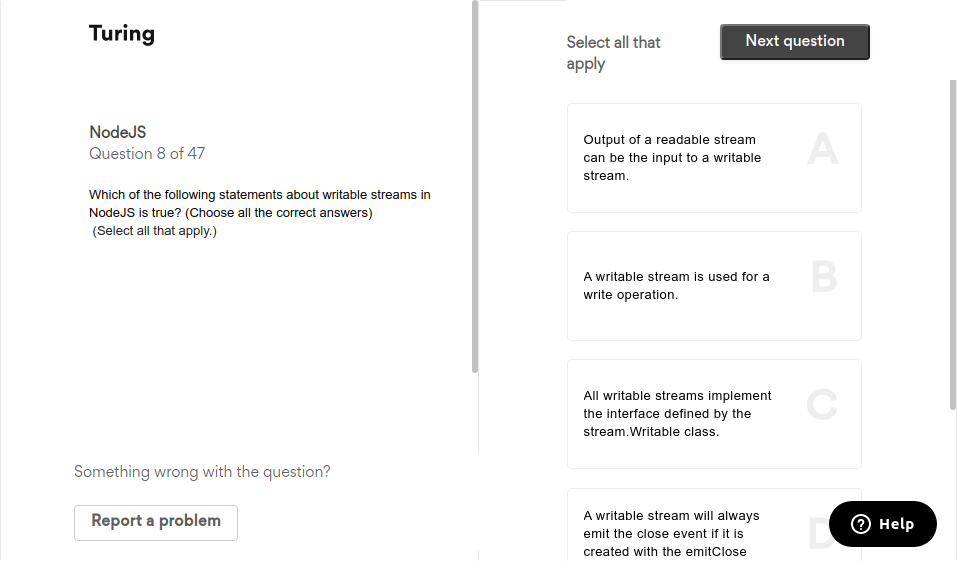 Turing
NodeJS
Question 8 of 47
Which of the following statements about writable streams in
NodeJS is true? (Choose all the correct answers)
(Select all that apply.)
Something wrong with the question?
Report a problem
Select all that
apply
Next question
Output of a readable stream
can be the input to a writable
stream.
A
A writable stream is used for a
write operation.
B
All writable streams implement
the interface defined by the
stream.Writable class.
C
A writable stream will always
emit the close event if it is
created with the emitClose
D
Help